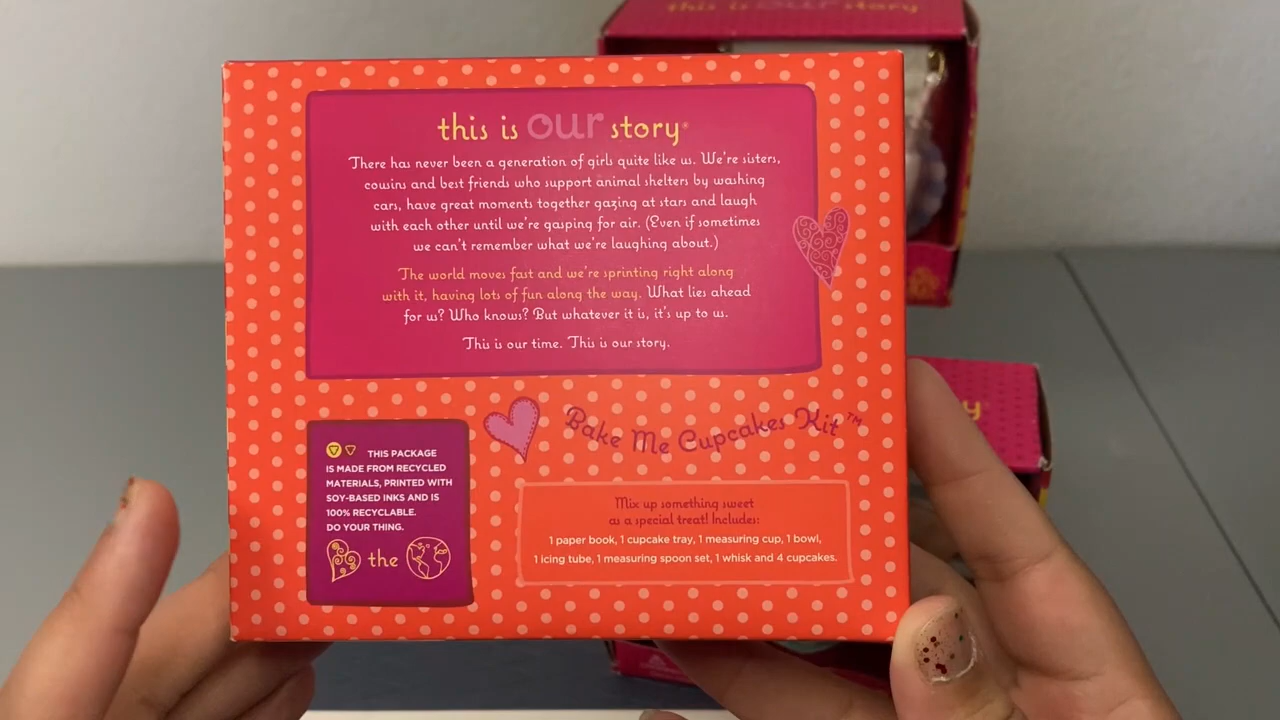 this is our story
this is our story®
There has never been a generation of girls quite like us. We're sisters,
cousins and best friends who support animal shelters by washing
cars, have great moments together gazing at stars and laugh
with each other until we're gasping for air. (Even if sometimes
we can't remember what we're laughing about.)
The world moves fast and we're sprinting right along
with it, having lots of fun along the way. What lies ahead
for us? Who knows? But whatever it is, it's up to us.
This is our time. This is our story.
Bake Me Cupcakes Kit™
THIS PACKAGE
IS MADE FROM RECYCLED
MATERIALS, PRINTED WITH
SOY-BASED INKS AND IS
100% RECYCLABLE.
DO YOUR THING.
the
Mix up something sweet
as a special treat! Includes:
1 paper book, 1 cupcake tray, 1 measuring cup, 1 bowl,
1 icing tube, 1 measuring spoon set, 1 whisk and 4 cupcakes.